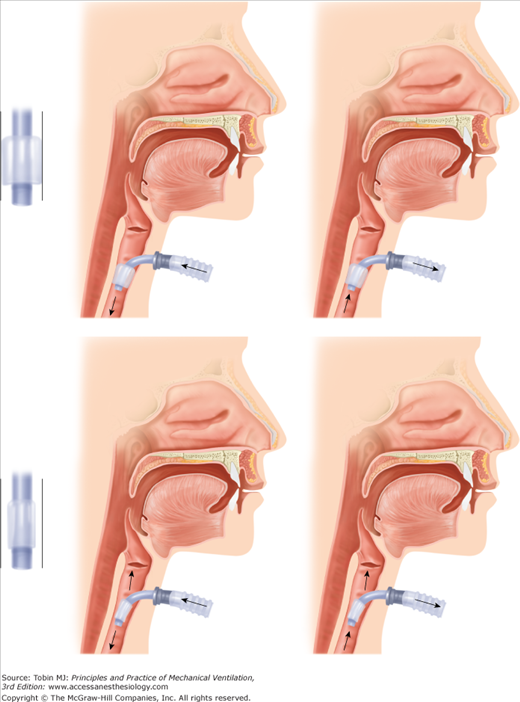 Source: Tobin MJ: Principles and Practice of Mechanical Ventilation,
3rd Edition: www.accessanesthesiology.com
Copyright © The McGraw-Hill Companies, Inc. All rights reserved.